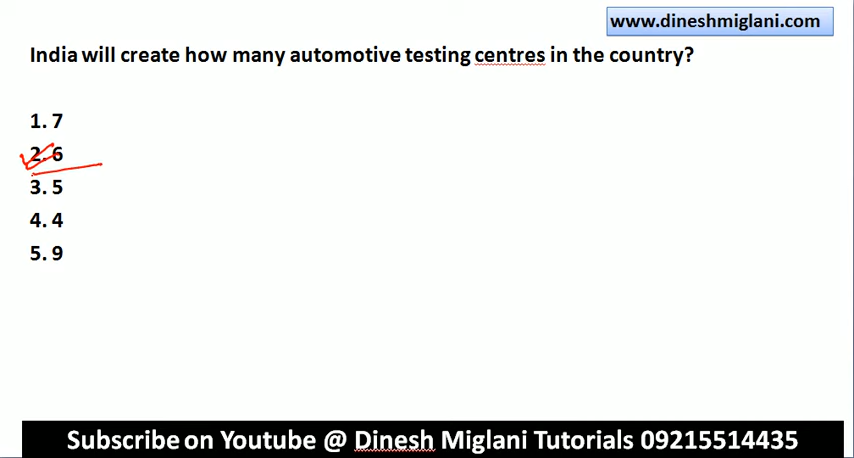 www.dineshmiglani.com
India will create how many automotive testing centres in the country?
1. 7
2. 6
3. 5
4. 4
5. 9
Subscribe on Youtube @ Dinesh Miglani Tutorials 09215514435